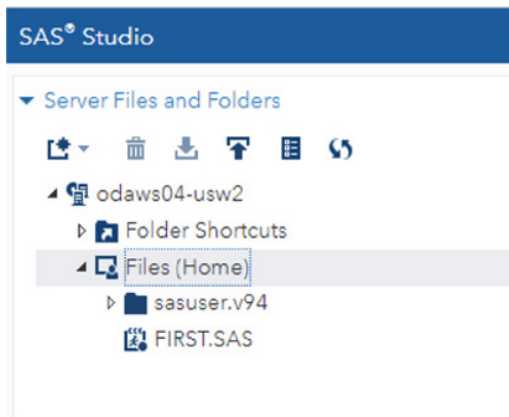 SAS® Studio
Server Files and Folders
odaws04-usw2
Folder Shortcuts
Files (Home)
sasuser.v94
FIRST.SAS